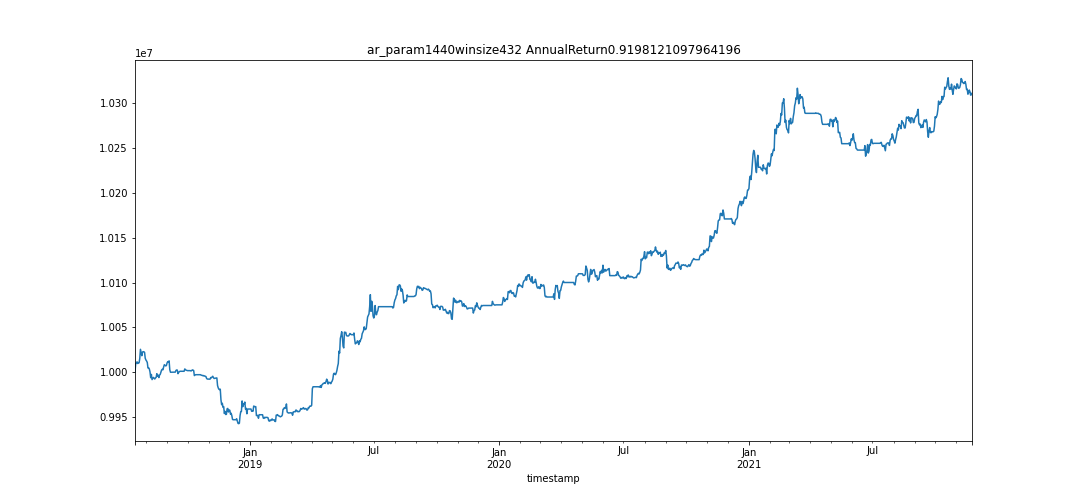 ar_param1440winsize432 AnnualReturn0.9198121097964196
1e7
1.030
1.025
1.020
1.015
1.010
1.005
1.000
0.995
Jan Jul Jan Jul Jan Jul
2019 2020 2021
timestamp